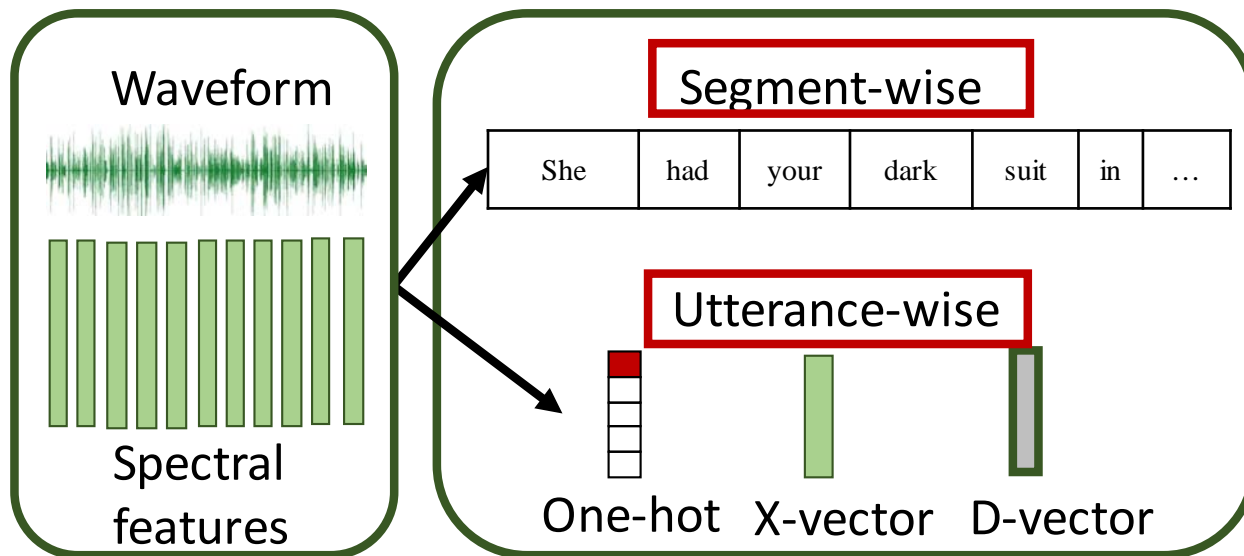 Waveform
Spectral
features
Segment-wise
She had your dark suit in …
Utterance-wise
One-hot X-vector D-vector